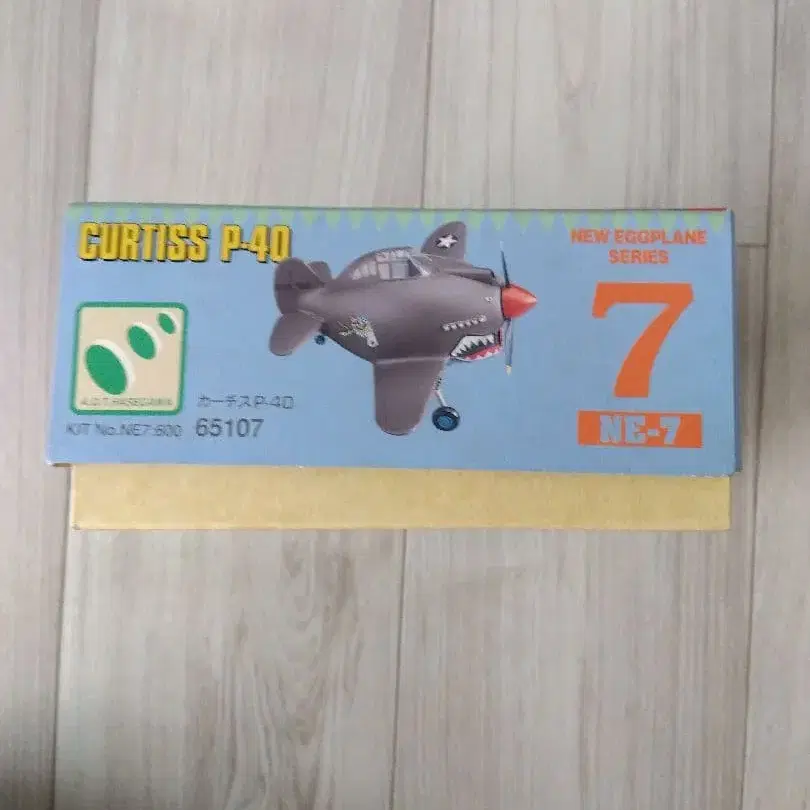 CURTISS P-40
NEW EGGPLANE
SERIES
7
NE-7
A.D.T. HASEGAWA
カーチスP-40
KIT No.NE7:600 65107